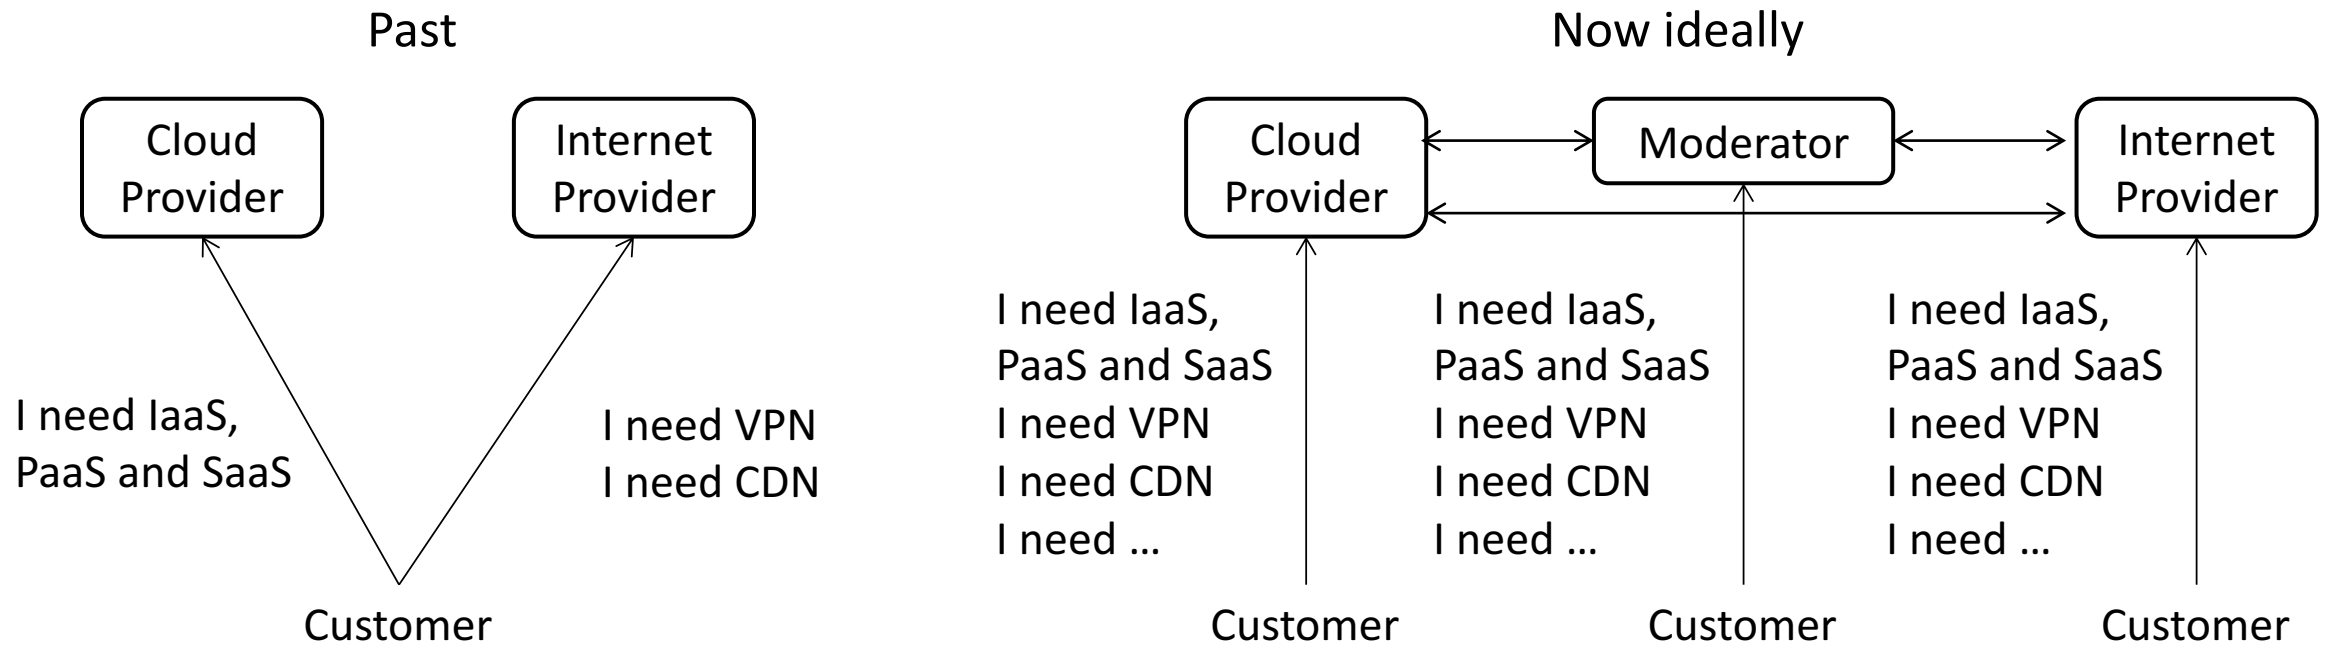 Past
Cloud
Provider
Internet
Provider
I need IaaS,
PaaS and SaaS
I need VPN
I need CDN
Customer
Now ideally
Cloud
Provider
Moderator
Internet
Provider
I need IaaS,
PaaS and SaaS
I need VPN
I need CDN
I need ...
Customer
I need IaaS,
PaaS and SaaS
I need VPN
I need CDN
I need ...
Customer
I need IaaS,
PaaS and SaaS
I need VPN
I need CDN
I need ...
Customer